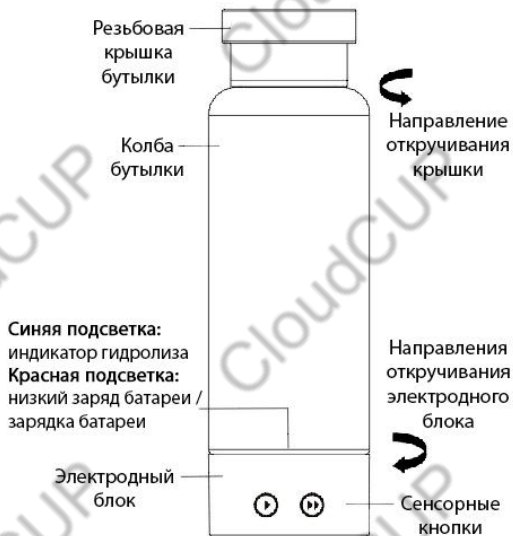 Резьбовая
крышка
бутылки
Направление
откручивания
крышки
Колба
бутылки
Синяя подсветка:
индикатор гидролиза
Красная подсветка:
низкий заряд батареи /
зарядка батареи
Направления
откручивания
электродного
блока
Электродный
блок
Сенсорные
кнопки
CloudCUP